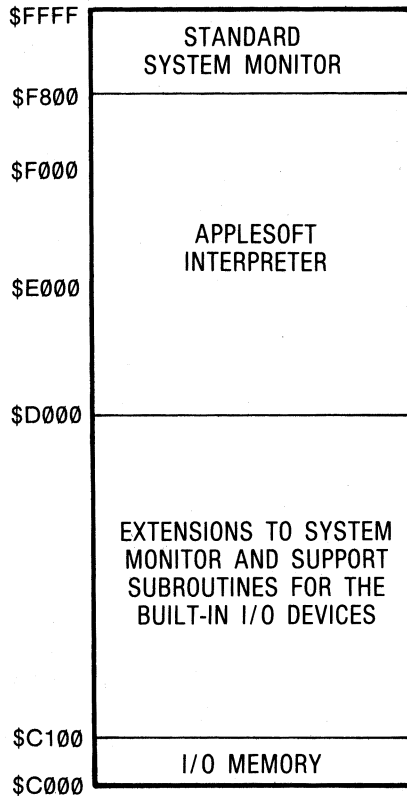 $FFFF
STANDARD
SYSTEM MONITOR
$F800
$F000
APPLESOFT
INTERPRETER
$E000
$D000
EXTENSIONS TO SYSTEM
MONITOR AND SUPPORT
SUBROUTINES FOR THE
BUILT-IN I/O DEVICES
$C100
I/O MEMORY
$C000